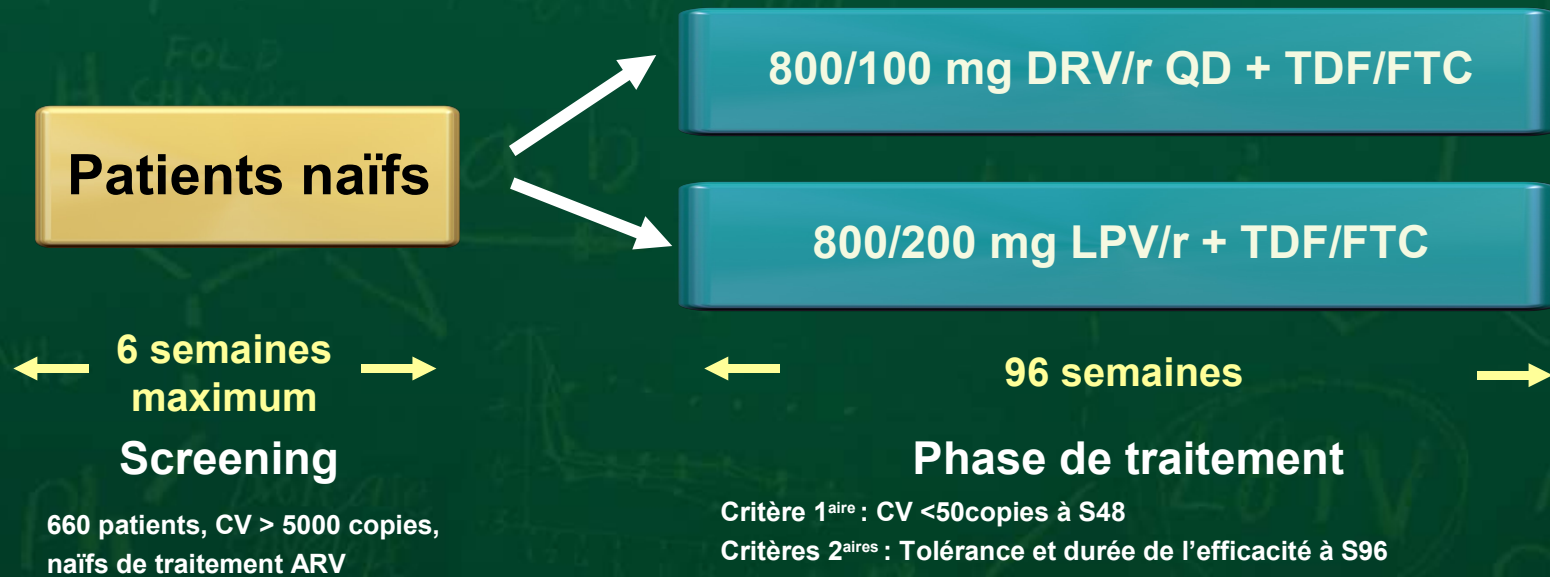 FOLD
CHANGE
a, b
800/100 mg DRV/r QD + TDF/FTC
Patients naïfs
800/200 mg LPV/r + TDF/FTC
6 semaines
maximum
96 semaines
Screening
Phase de traitement
660 patients, CV > 5000 copies,
naïfs de traitement ARV
Critère 1aire : CV <50copies à S48
Critères 2aires : Tolérance et durée de l’efficacité à S96